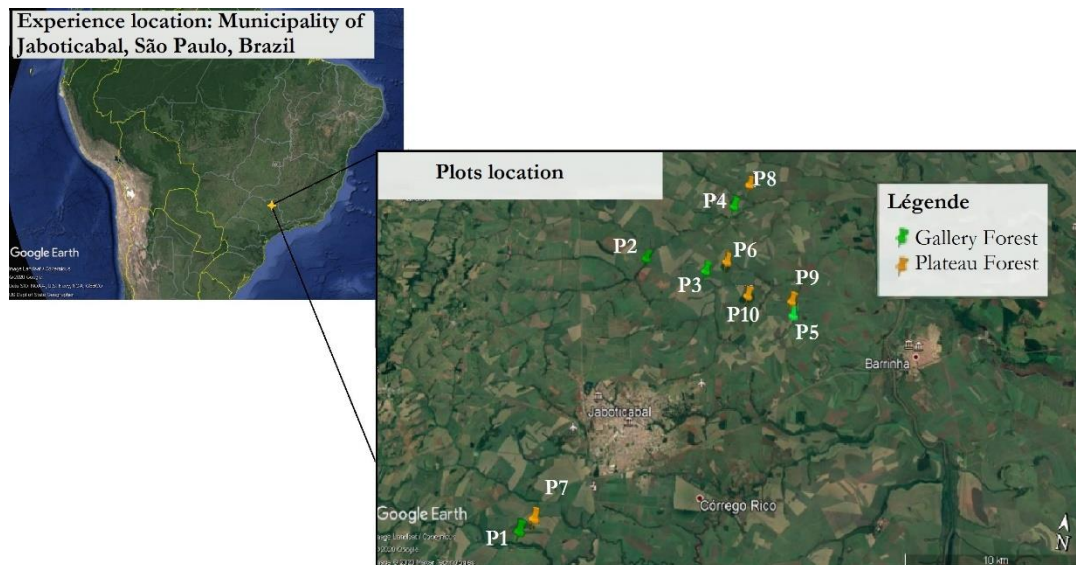 Experience location: Municipality of
Jaboticabal, São Paulo, Brazil
Google Earth
Plots location
P8
P4
Légende
Gallery Forest
Plateau Forest
P2
P6
P3
P9
P10
P5
Barrinha
Jaboticabal
P7
Córrego Rico
Google Earth
P1
N
10 km